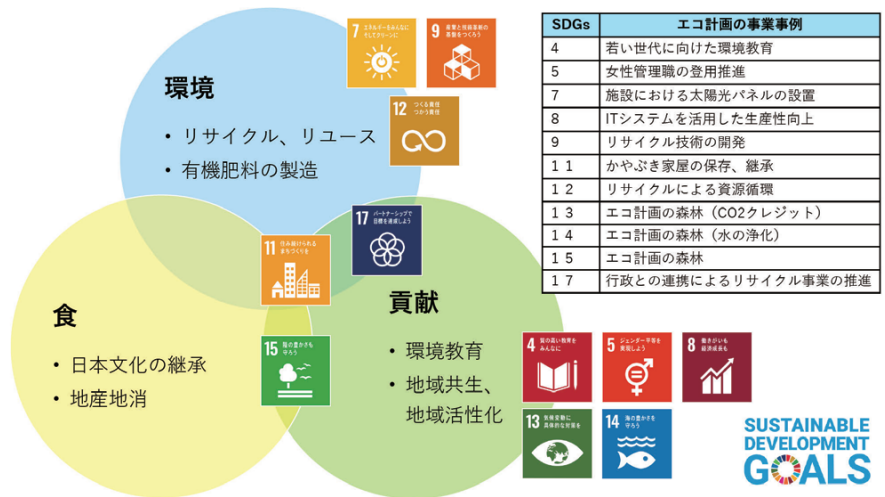 環境
• リサイクル、リユース
• 有機肥料の製造
7 エネルギーをみんなに
そしてクリーンに
9 産業と技術革新の
基盤をつくろう
12 つくる責任
つかう責任
17 パートナーシップで
目標を達成しよう
11 住み続けられる
まちづくりを
15 陸の豊かさも
守ろう
食
• 日本文化の継承
• 地産地消
貢献
• 環境教育
• 地域共生、
地域活性化
4 質の高い教育を
みんなに
5 ジェンダー平等を
実現しよう
8 働きがいも
経済成長も
13 気候変動に
具体的な対策を
14 海の豊かさを
守ろう
SDGs エコ計画の事業事例
4 若い世代に向けた環境教育
5 女性管理職の登用推進
7 施設における太陽光パネルの設置
8 ITシステムを活用した生産性向上
9 リサイクル技術の開発
11 かやぶき家屋の保存、継承
12 リサイクルによる資源循環
13 エコ計画の森林（CO2クレジット）
14 エコ計画の森林（水の浄化）
15 エコ計画の森林
17 行政との連携によるリサイクル事業の推進
SUSTAINABLE
DEVELOPMENT
GOALS